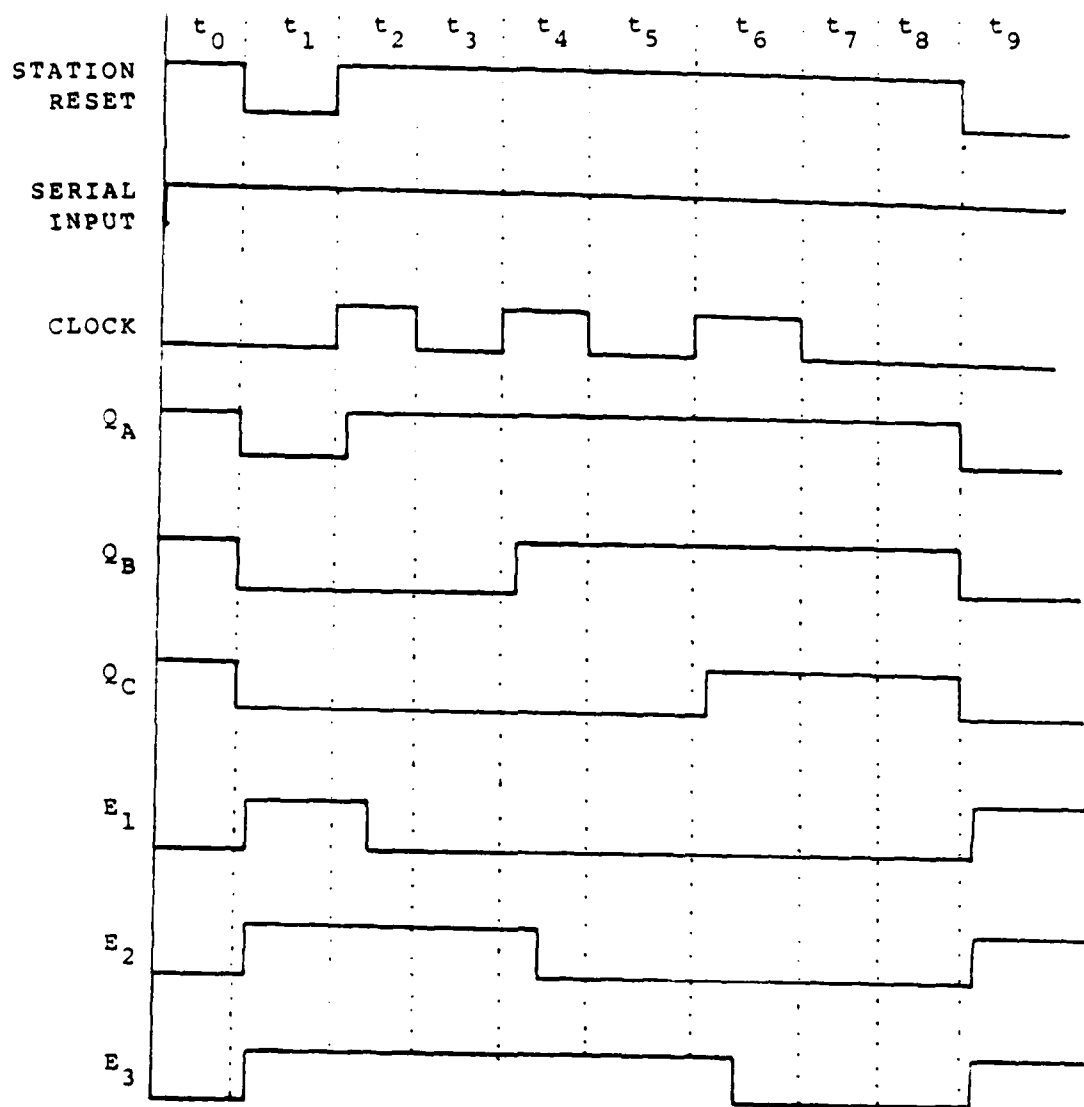 t0 t1 t2 t3 t4 t5 t6 t7 t8 t9
STATION
RESET
SERIAL
INPUT
CLOCK
QA
QB
QC
E1
E2
E3